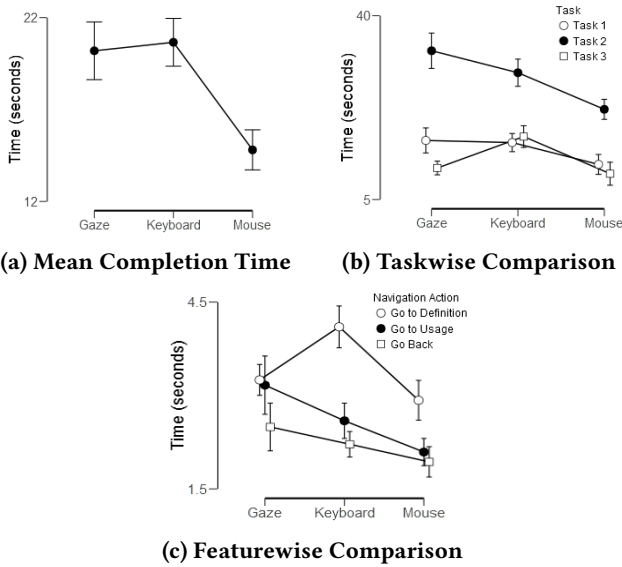 22
Time (seconds)
12
Gaze Keyboard Mouse
(a) Mean Completion Time
Task
Task 1
Task 2
Task 3
40
Time (seconds)
5
Gaze Keyboard Mouse
(b) Taskwise Comparison
Navigation Action
Go to Definition
Go to Usage
Go Back
4.5
Time (seconds)
1.5
Gaze Keyboard Mouse
(c) Featurewise Comparison